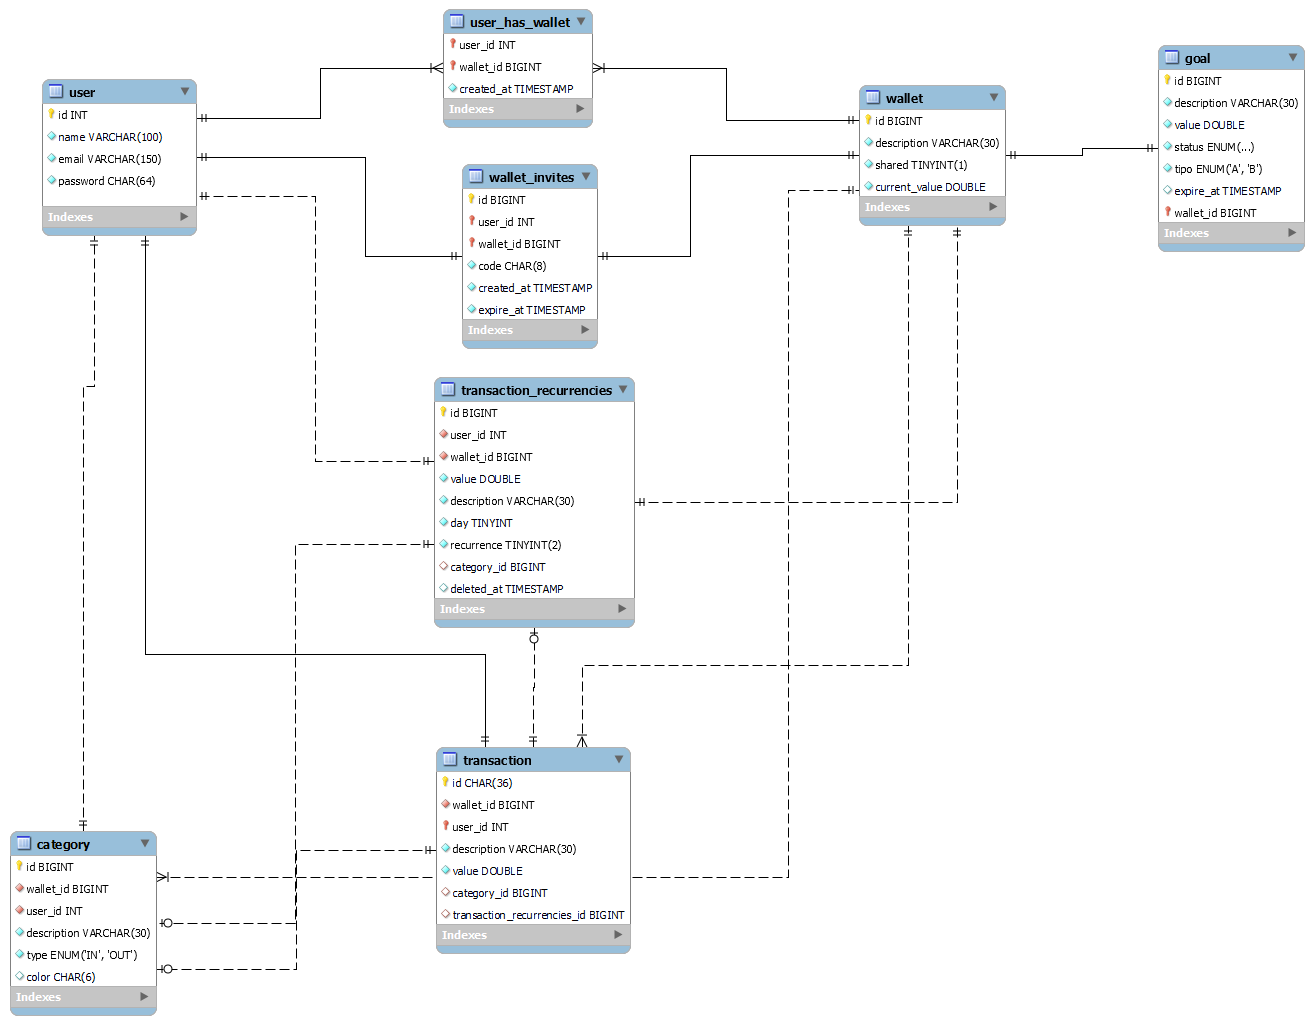 user_has_wallet
user_id INT
wallet_id BIGINT
created_at TIMESTAMP
Indexes
user
id INT
name VARCHAR(100)
email VARCHAR(150)
password CHAR(64)
Indexes
wallet_invites
id BIGINT
user_id INT
wallet_id BIGINT
code CHAR(8)
created_at TIMESTAMP
expire_at TIMESTAMP
Indexes
wallet
id BIGINT
description VARCHAR(30)
shared TINYINT(1)
current_value DOUBLE
Indexes
goal
id BIGINT
description VARCHAR(30)
value DOUBLE
status ENUM(...)
tipo ENUM('A', 'B')
expire_at TIMESTAMP
wallet_id BIGINT
Indexes
transaction_recurrencies
id BIGINT
user_id INT
wallet_id BIGINT
value DOUBLE
description VARCHAR(30)
day TINYINT
recurrence TINYINT(2)
category_id BIGINT
deleted_at TIMESTAMP
Indexes
transaction
id CHAR(36)
wallet_id BIGINT
user_id INT
description VARCHAR(30)
value DOUBLE
category_id BIGINT
transaction_recurrencies_id BIGINT
Indexes
category
id BIGINT
wallet_id BIGINT
user_id INT
description VARCHAR(30)
type ENUM('IN', 'OUT')
color CHAR(6)
Indexes